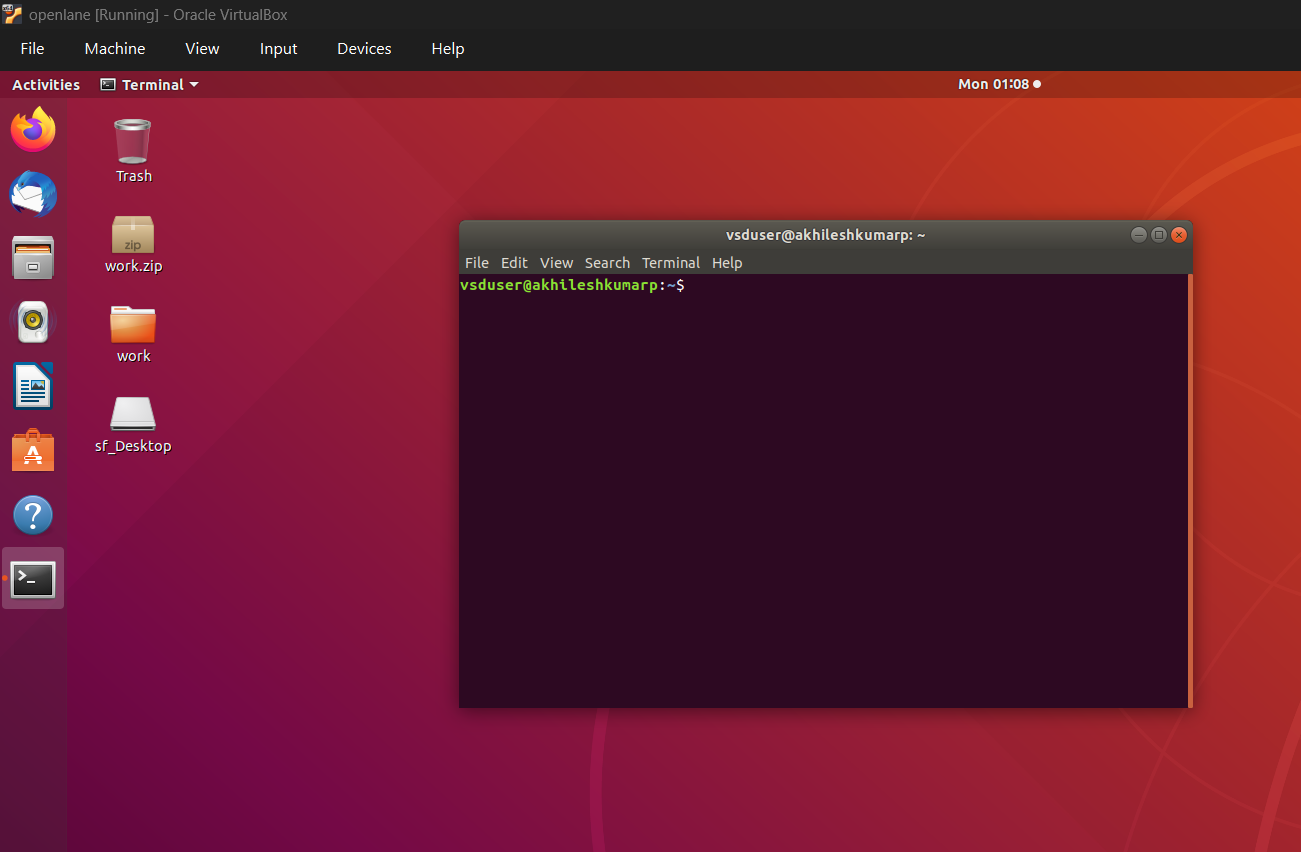 openlane [Running] - Oracle VirtualBox
File Machine View Input Devices Help
Activities Terminal Mon 01:08
Trash
zip
work.zip
work
sf_Desktop
vsduser@akhileshkumarp: ~
File Edit View Search Terminal Help
vsduser@akhileshkumarp:~$